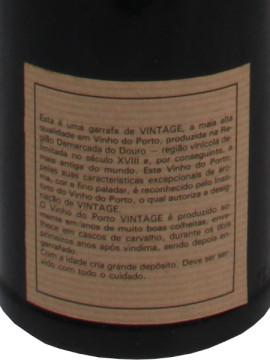 Esta é uma garrafa de VINTAGE, a mais alta
qualidade em Vinho do Porto, produzida na Re-
gião Demarcada do Douro — região vinícola de-
limitada no século XVIII e, por conseguinte, a
mais antiga do mundo. Este Vinho do Porto,
pelas suas características excepcionais de aro-
ma, cor e fino paladar, é reconhecido pelo Insti-
tuto do Vinho do Porto, o qual autoriza a desig-
nação de VINTAGE.
O Vinho do Porto VINTAGE é produzido so-
mente em anos de muito boas colheitas, enve-
lhece em cascos de carvalho, durante os dois
primeiros anos após vindima, sendo depois en-
garrafado.
Com a idade cria grande depósito. Deve ser ser-
vido com todo o cuidado.